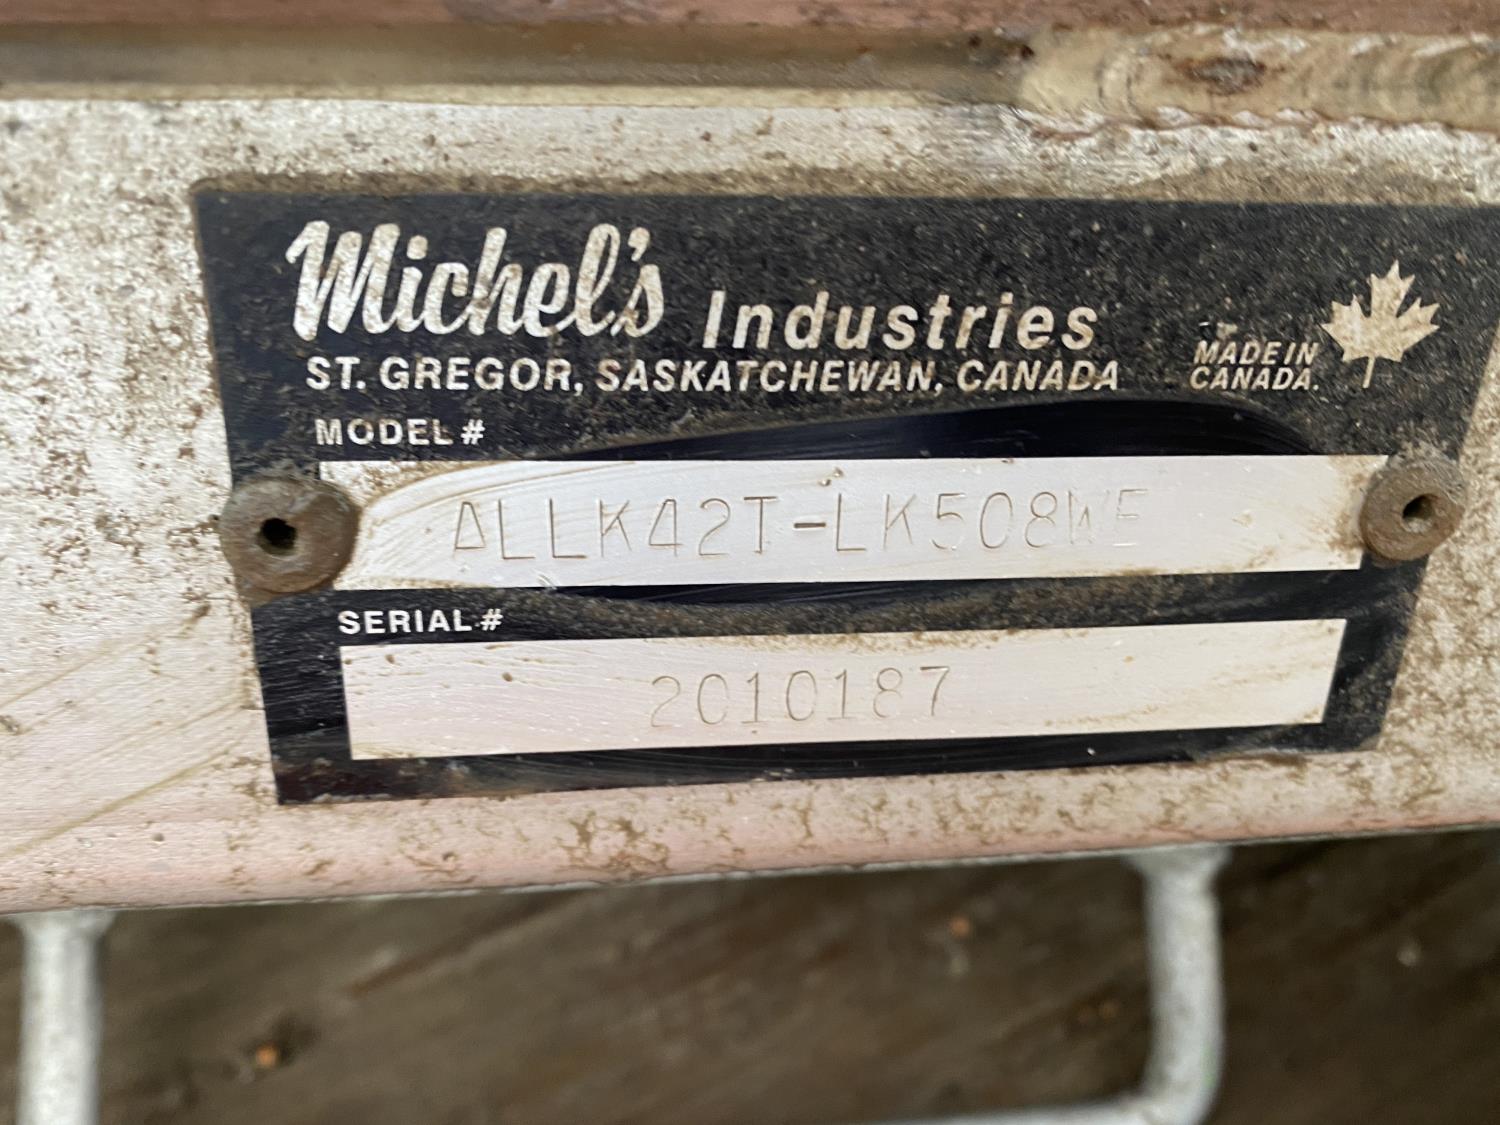 Michel's Industries
ST. GREGOR, SASKATCHEWAN, CANADA
MADE IN
CANADA.
MODEL #
ALLK42T-LK508WE
SERIAL #
2010187